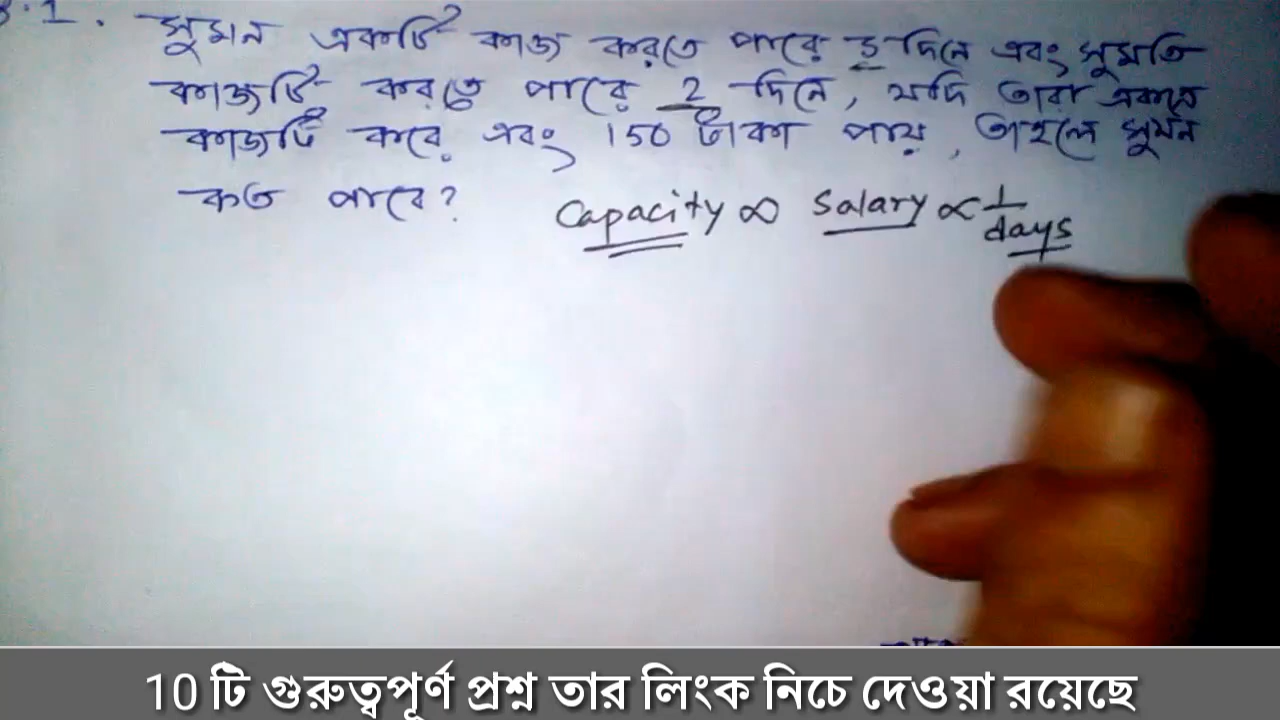 1. সুমন একটি কাজ করতে পারে 3 দিনে এবং সুমতি
কাজটি করতে পারে 2 দিনে, যদি তারা একসঙ্গে
কাজটি করে এবং 150 টাকা পায়, তাহলে সুমন
কত পাবে?
Capacity ∝ Salary ∝ 1/days
10 টি গুরুত্বপূর্ণ প্রশ্ন তার লিংক নিচে দেওয়া রয়েছে